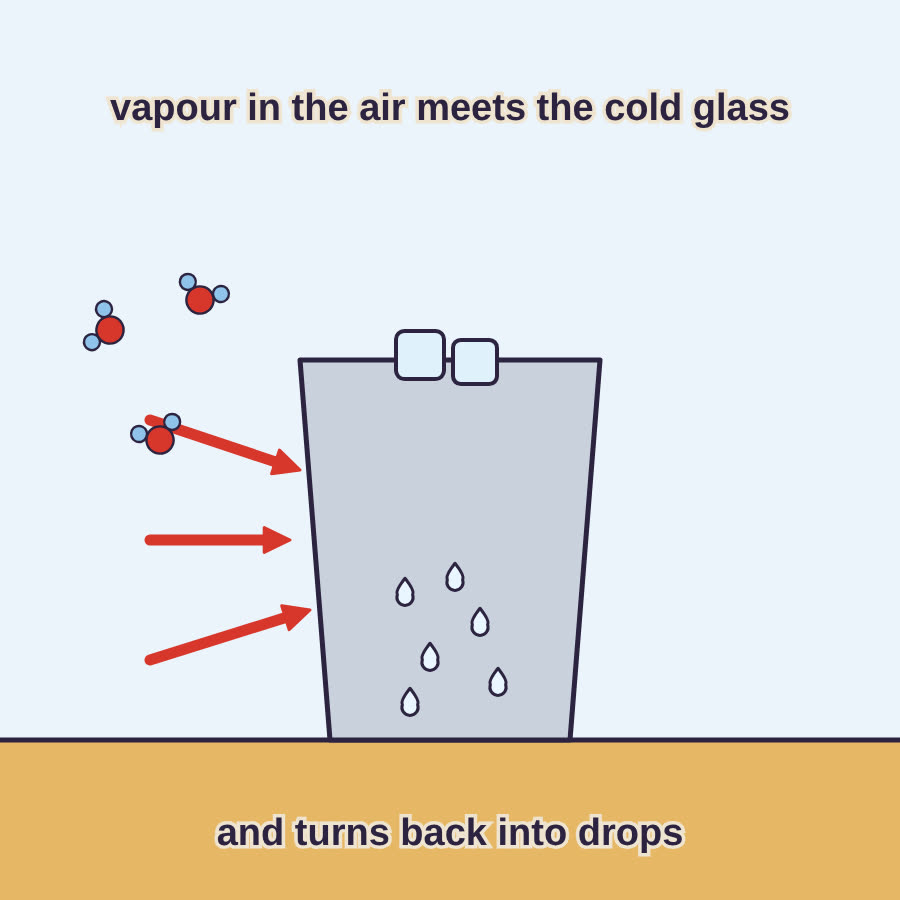 vapour in the air meets the cold glass
and turns back into drops